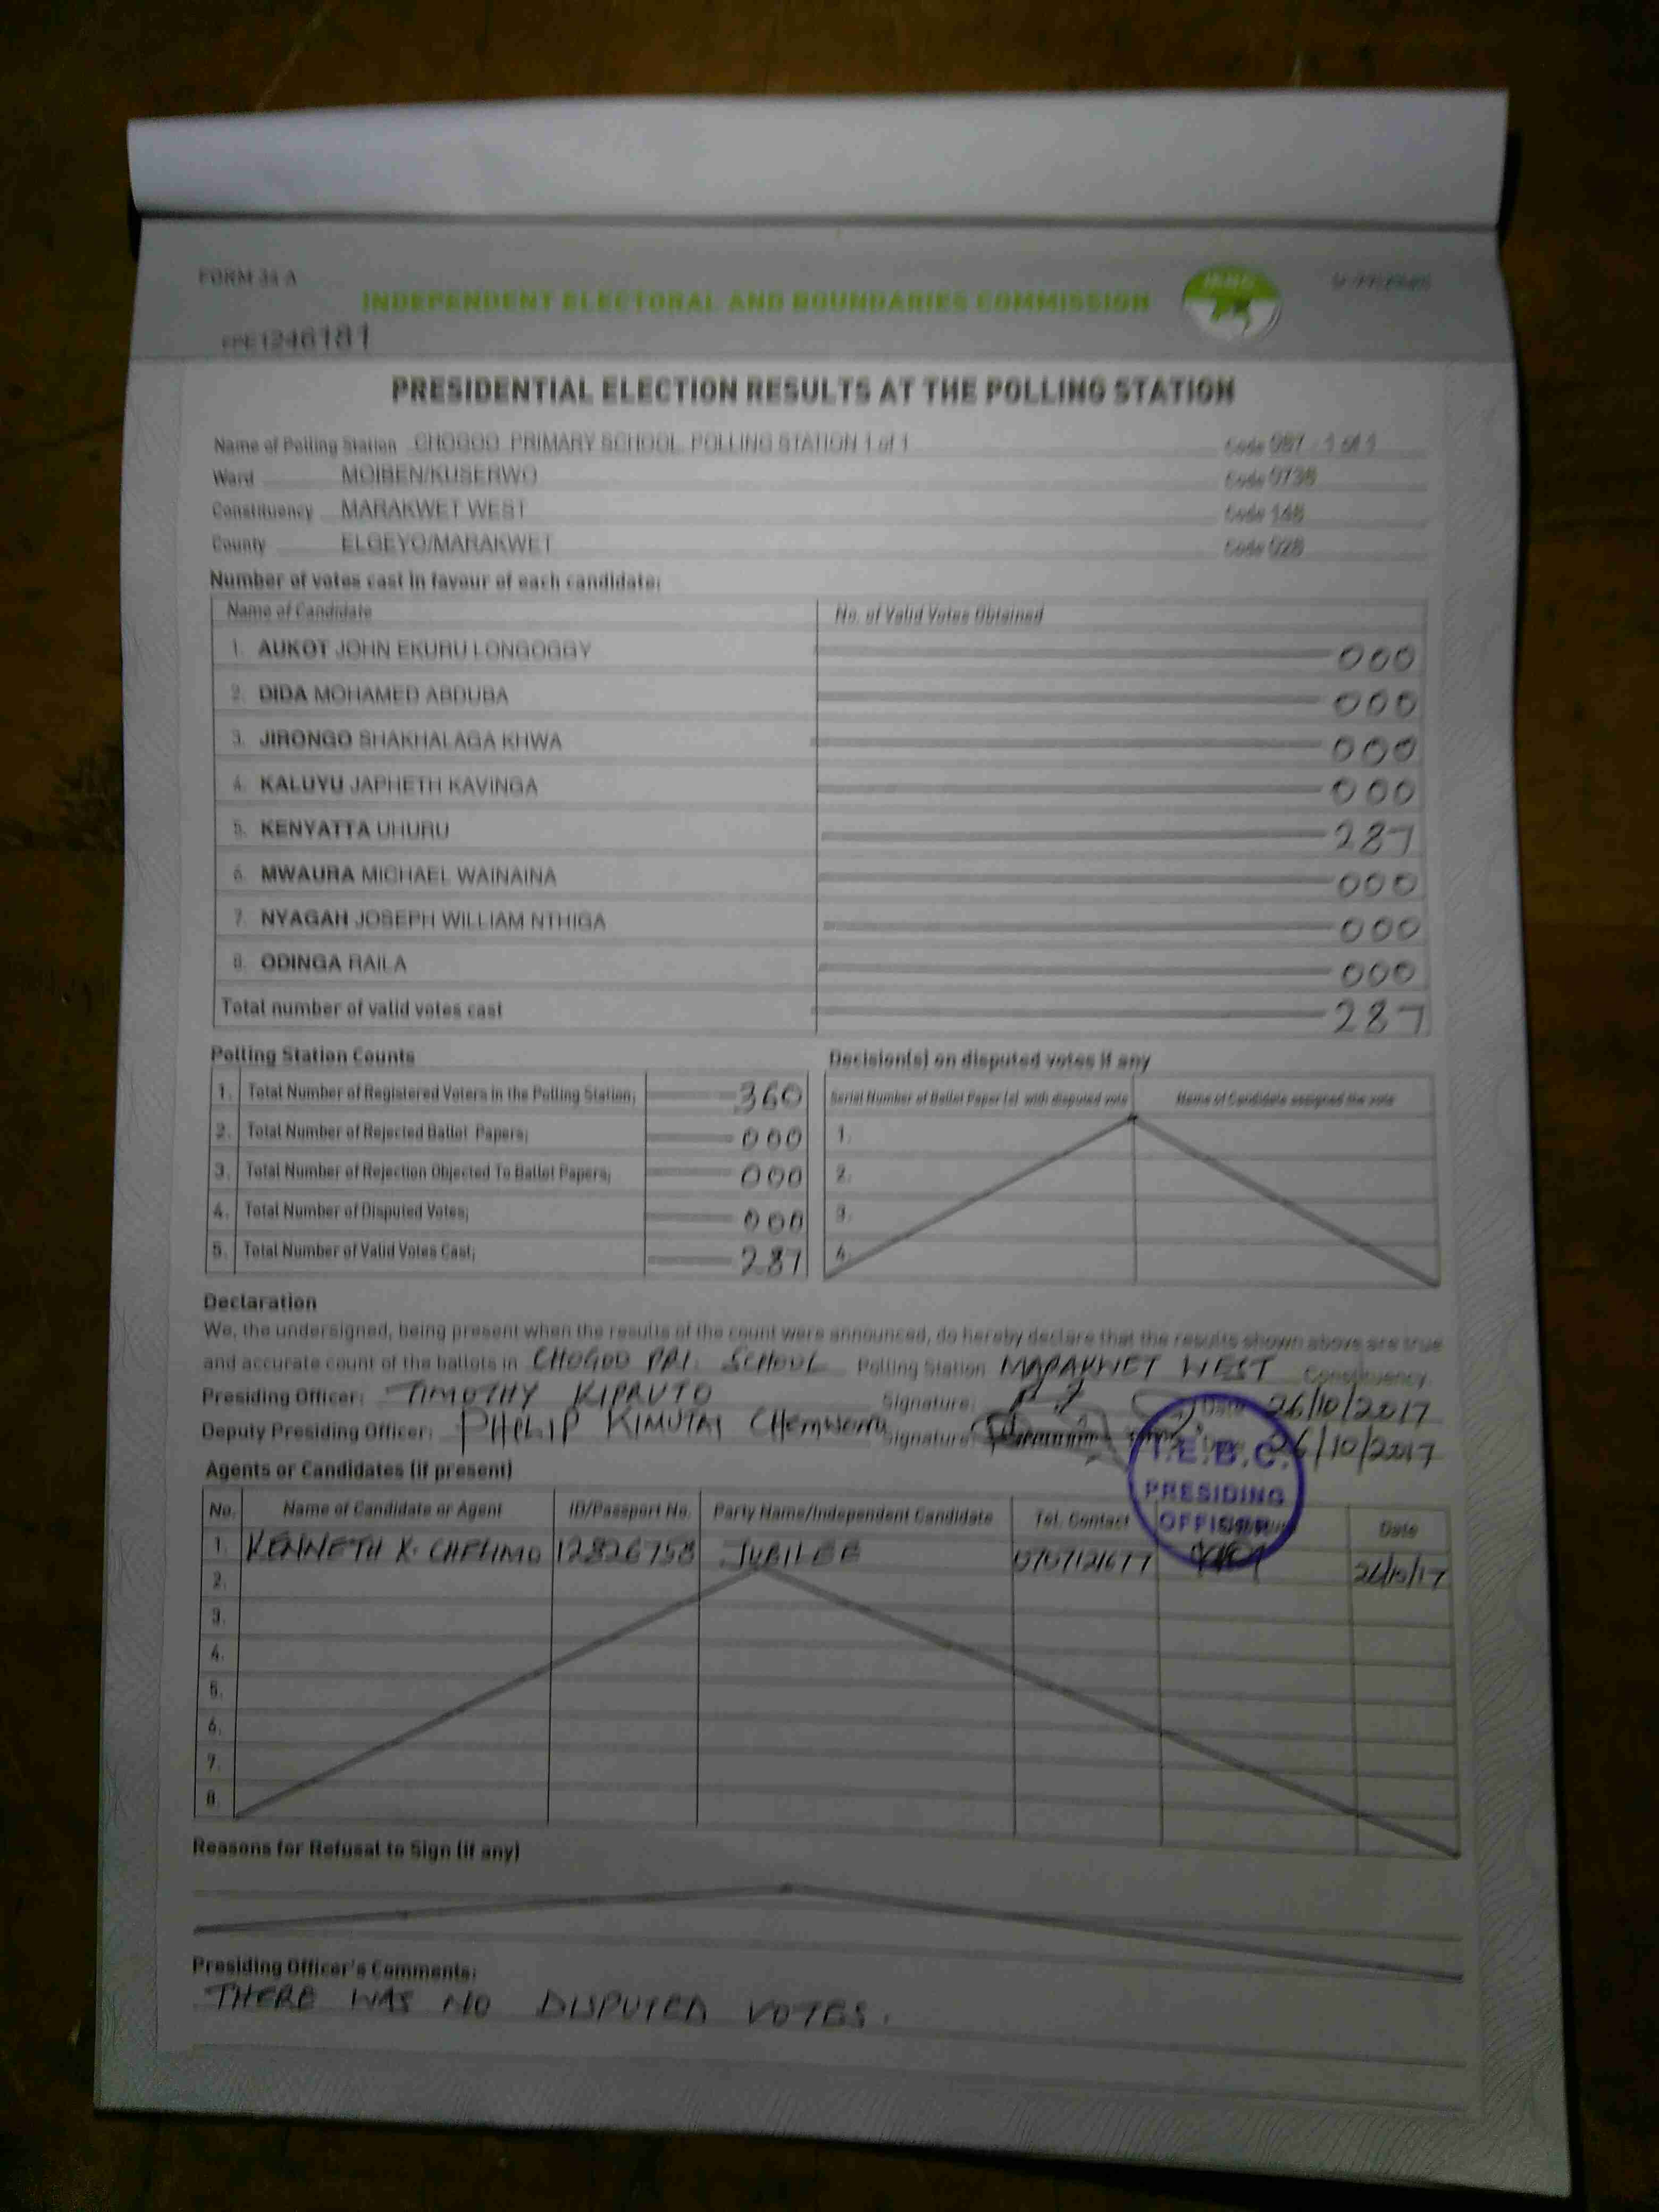 FORM 34 A
INDEPENDENT ELECTORAL AND BOUNDARIES COMMISSION
1246181
PRESIDENTIAL ELECTION RESULTS AT THE POLLING STATION
Name of Polling Station CHOGOO PRIMARY SCHOOL POLLING STATION 1 of 1 Code 087 - 1 of 1
Ward MOIBEN/KUSERWO Code 0736
Constituency MARAKWET WEST Code 148
County ELGEYO/MARAKWET Code 028
Number of votes cast in favour of each candidate:
Name of Candidate No. of Valid Votes Obtained
1. AUKOT JOHN EKURU LONGOGGY 000
2. DIDA MOHAMED ABDUBA 000
3. JIRONGO SHAKHALAGA KHWA 000
4. KALUYU JAPHETH KAVINGA 000
5. KENYATTA UHURU 287
6. MWAURA MICHAEL WAINAINA 000
7. NYAGAH JOSEPH WILLIAM NTHIGA 000
8. ODINGA RAILA 000
Total number of valid votes cast 287
Polling Station Counts
1. Total Number of Registered Voters in the Polling Station; 360
2. Total Number of Rejected Ballot Papers; 000
3. Total Number of Rejection Objected To Ballot Papers; 000
4. Total Number of Disputed Votes; 000
5. Total Number of Valid Votes Cast; 287
Decision(s) on disputed votes if any
Serial Number of Ballot Paper (s) with disputed vote Name of Candidate assigned the vote
1.
2.
3.
4.
Declaration
We, the undersigned, being present when the results of the count were announced, do hereby declare that the results shown above are true
and accurate count of the ballots in CHOGOO PRI. SCHOOL Polling Station MARAKWET WEST Constituency
Presiding Officer: TIMOTHY KIPRUTO Signature: Date 26/10/2017
Deputy Presiding Officer: PHILIP KIMUTAI Signature: Date 26/10/2017
I.E.B.C.
PRESIDING
OFFICER
Agents or Candidates (if present)
No. Name of Candidate or Agent ID/Passport No. Party Name/Independent Candidate Tel. Contact Date
1. KENNETH K. 12826758 JUBILEE 0707121677 26/10/17
2.
3.
4.
5.
6.
7.
8.
Reasons for Refusal to Sign (if any)
Presiding Officer's Comments:
THERE WAS NO DISPUTED VOTES.